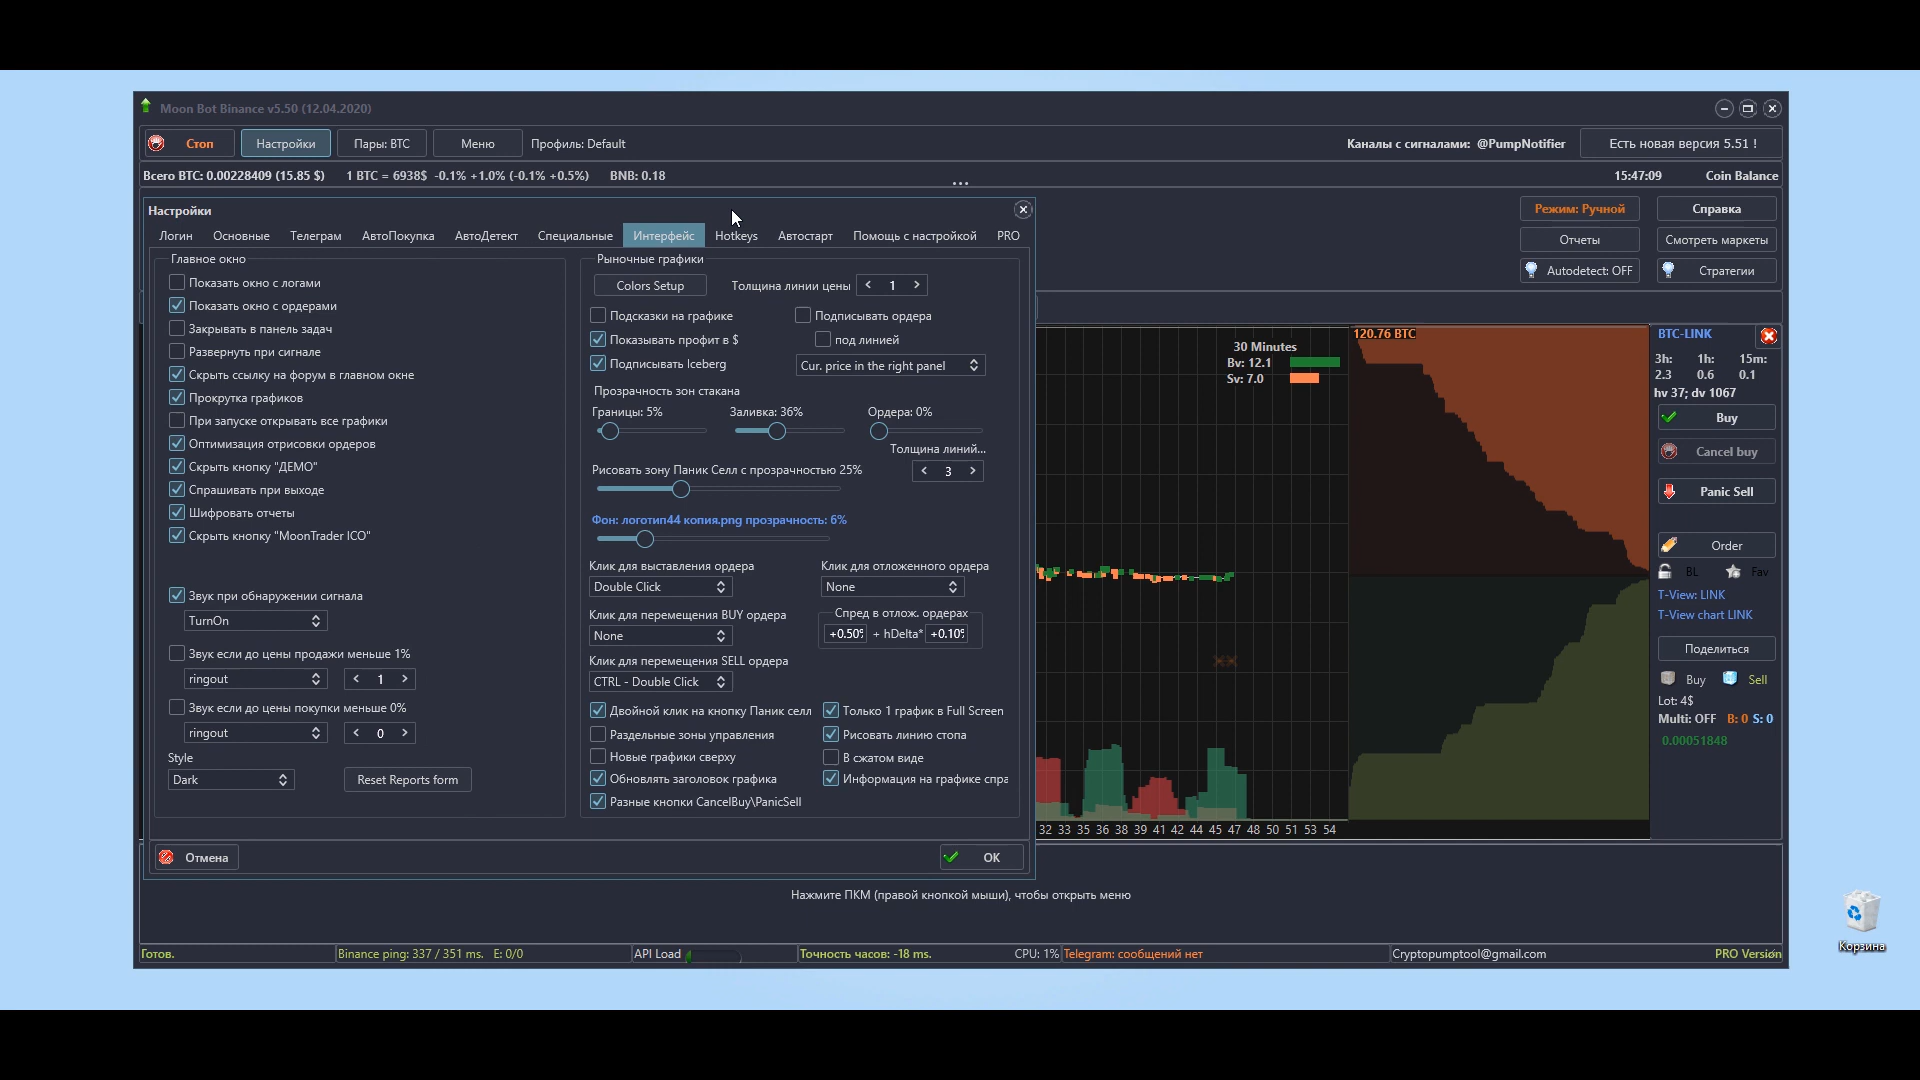 Moon Bot Binance v5.50 (12.04.2020)
Стоп
Настройки
Пары: BTC
Меню
Профиль: Default
Каналы с сигналами: @PumpNotifier
Есть новая версия 5.51 !
Всего BTC: 0.00228409 (15.85 $)
1 BTC = 6938$ -0.1% +1.0% (-0.1% +0.5%)
BNB: 0.18
...
15:47:09
Coin Balance
Настройки
Логин
Основные
Телеграм
АвтоПокупка
АвтоДетект
Специальные
Интерфейс
Hotkeys
Автостарт
Помощь с настройкой
PRO
Режим: Ручной
Справка
Отчеты
Смотреть маркеты
Autodetect: OFF
Стратегии
Главное окно
Показать окно с логами
Показать окно с ордерами
Закрывать в панель задач
Развернуть при сигнале
Скрыть ссылку на форум в главном окне
Прокрутка графиков
При запуске открывать все графики
Оптимизация отрисовки ордеров
Скрыть кнопку "ДЕМО"
Спрашивать при выходе
Шифровать отчеты
Скрыть кнопку "MoonTrader ICO"
Звук при обнаружении сигнала
TurnOn
Звук если до цены продажи меньше 1%
ringout
< 1 >
Звук если до цены покупки меньше 0%
ringout
< 0 >
Style
Dark
Reset Reports form
Рыночные графики
Colors Setup
Толщина линии цены
< 1 >
Подсказки на графике
Подписывать ордера
Показывать профит в $
под линией
Подписывать Iceberg
Cur. price in the right panel
Прозрачность зон стакана
Границы: 5%
Заливка: 36%
Ордера: 0%
Толщина линий...
Рисовать зону Паник Селл с прозрачностью 25%
< 3 >
Фон: логотип44 копия.png прозрачность: 6%
Клик для выставления ордера
Клик для отложенного ордера
Double Click
None
Клик для перемещения BUY ордера
Спред в отлож. ордерах
None
+0.50% + hDelta* +0.10%
Клик для перемещения SELL ордера
CTRL - Double Click
Двойной клик на кнопку Паник селл
Только 1 график в Full Screen
Раздельные зоны управления
Рисовать линию стопа
Новые графики сверху
В сжатом виде
Обновлять заголовок графика
Информация на графике спра
Разные кнопки CancelBuy\PanicSell
Отмена
OK
30 Minutes
Bv: 12.1
Sv: 7.0
120.76 BTC
32 33 35 36 38 39 41 42 44 45 47 48 50 51 53 54
BTC-LINK
3h: 1h: 15m:
2.3 0.6 0.1
hv 37; dv 1067
Buy
Cancel buy
Panic Sell
Order
BL Fav
T-View: LINK
T-View chart LINK
Поделиться
Buy Sell
Lot: 4$
Multi: OFF B: 0 S: 0
0.00051848
Нажмите ПКМ (правой кнопкой мыши), чтобы открыть меню
Готов.
Binance ping: 337 / 351 ms. E: 0/0
API Load
Точность часов: -18 ms.
CPU: 1%
Telegram: сообщений нет
Cryptopumptool@gmail.com
PRO Version
Корзина